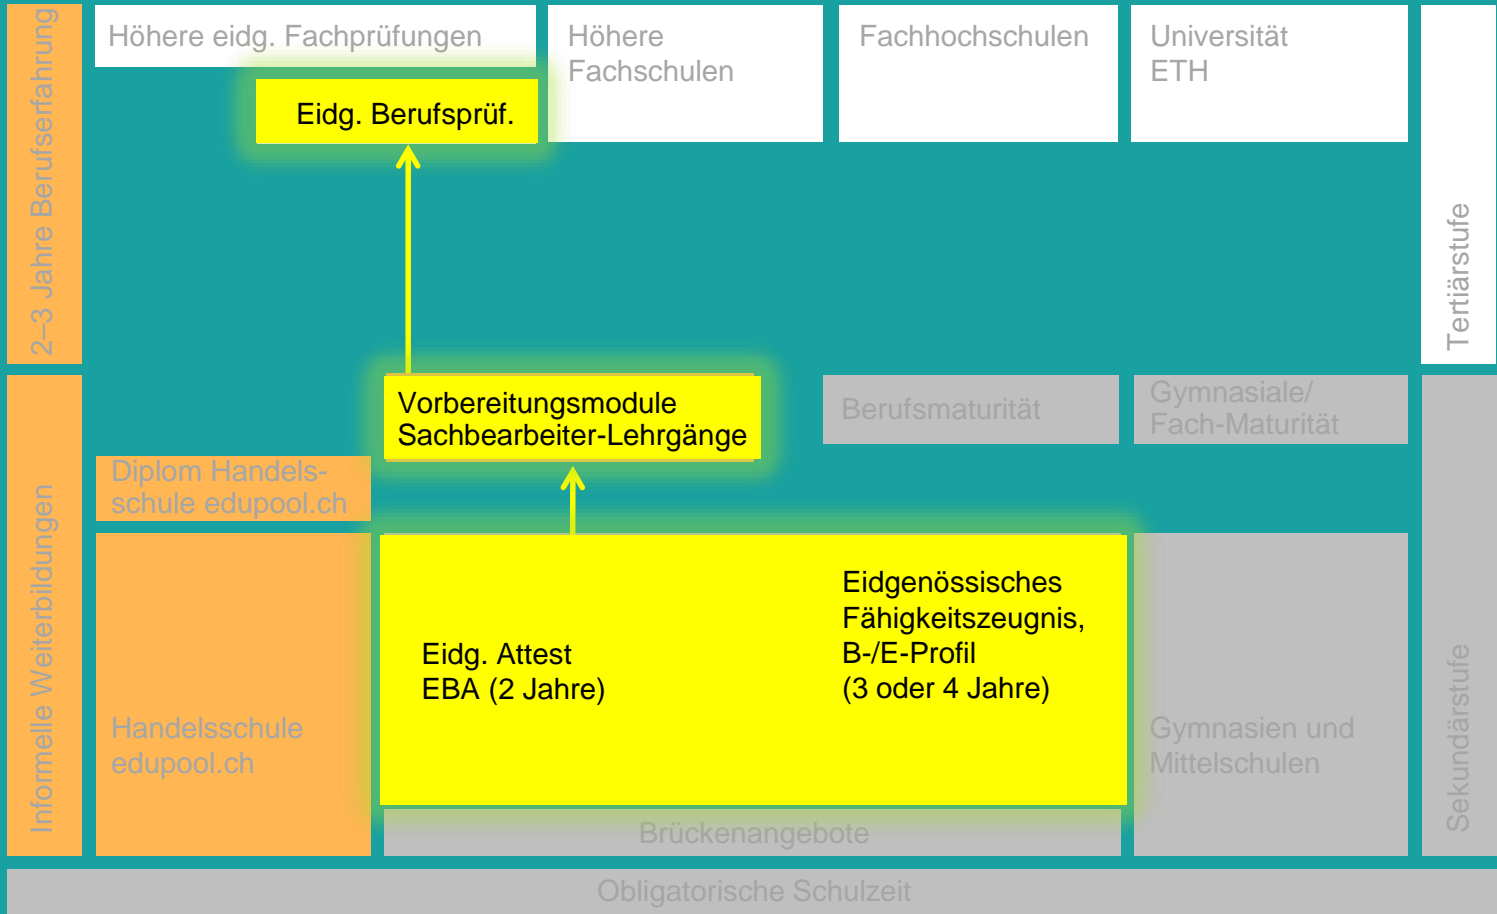 2–3 Jahre Berufserfahrung
Höhere eidg. Fachprüfungen
Höhere
Fachschulen
Fachhochschulen
Universität
ETH
Eidg. Berufsprüf.
Tertiärstufe
Vorbereitungsmodule
Sachbearbeiter-Lehrgänge
Berufsmaturität
Gymnasiale/
Fach-Maturität
Informelle Weiterbildungen
Diplom Handels-
schule edupool.ch
Handelsschule
edupool.ch
Eidg. Attest
EBA (2 Jahre)
Eidgenössisches
Fähigkeitszeugnis,
B-/E-Profil
(3 oder 4 Jahre)
Gymnasien und
Mittelschulen
Sekundärstufe
Brückenangebote
Obligatorische Schulzeit